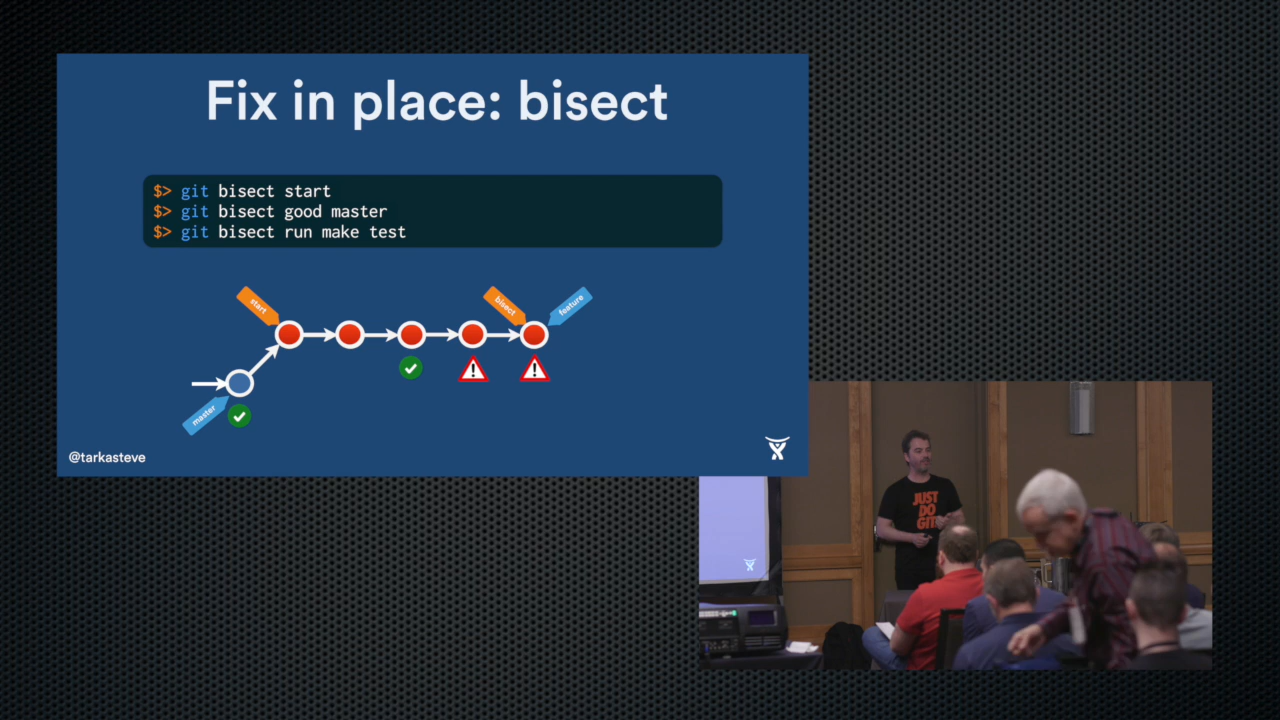 Fix in place: bisect
$> git bisect start
$> git bisect good master
$> git bisect run make test
start
bisect
feature
master
@tarkasteve
JUST
DO
GIT